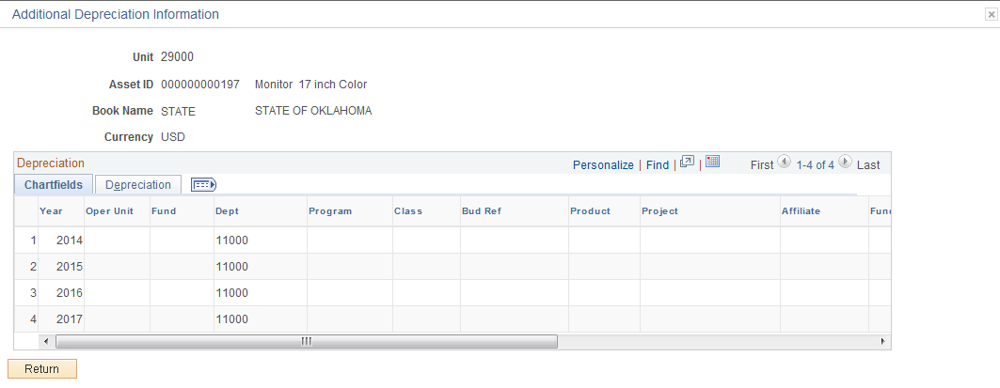 Additional Depreciation Information
Unit 29000
Asset ID 000000000197 Monitor 17 inch Color
Book Name STATE STATE OF OKLAHOMA
Currency USD
Depreciation Personalize | Find | | First 1-4 of 4 Last
Chartfields Depreciation
Year Oper Unit Fund Dept Program Class Bud Ref Product Project Affiliate Fund
1 2014 11000
2 2015 11000
3 2016 11000
4 2017 11000
Return